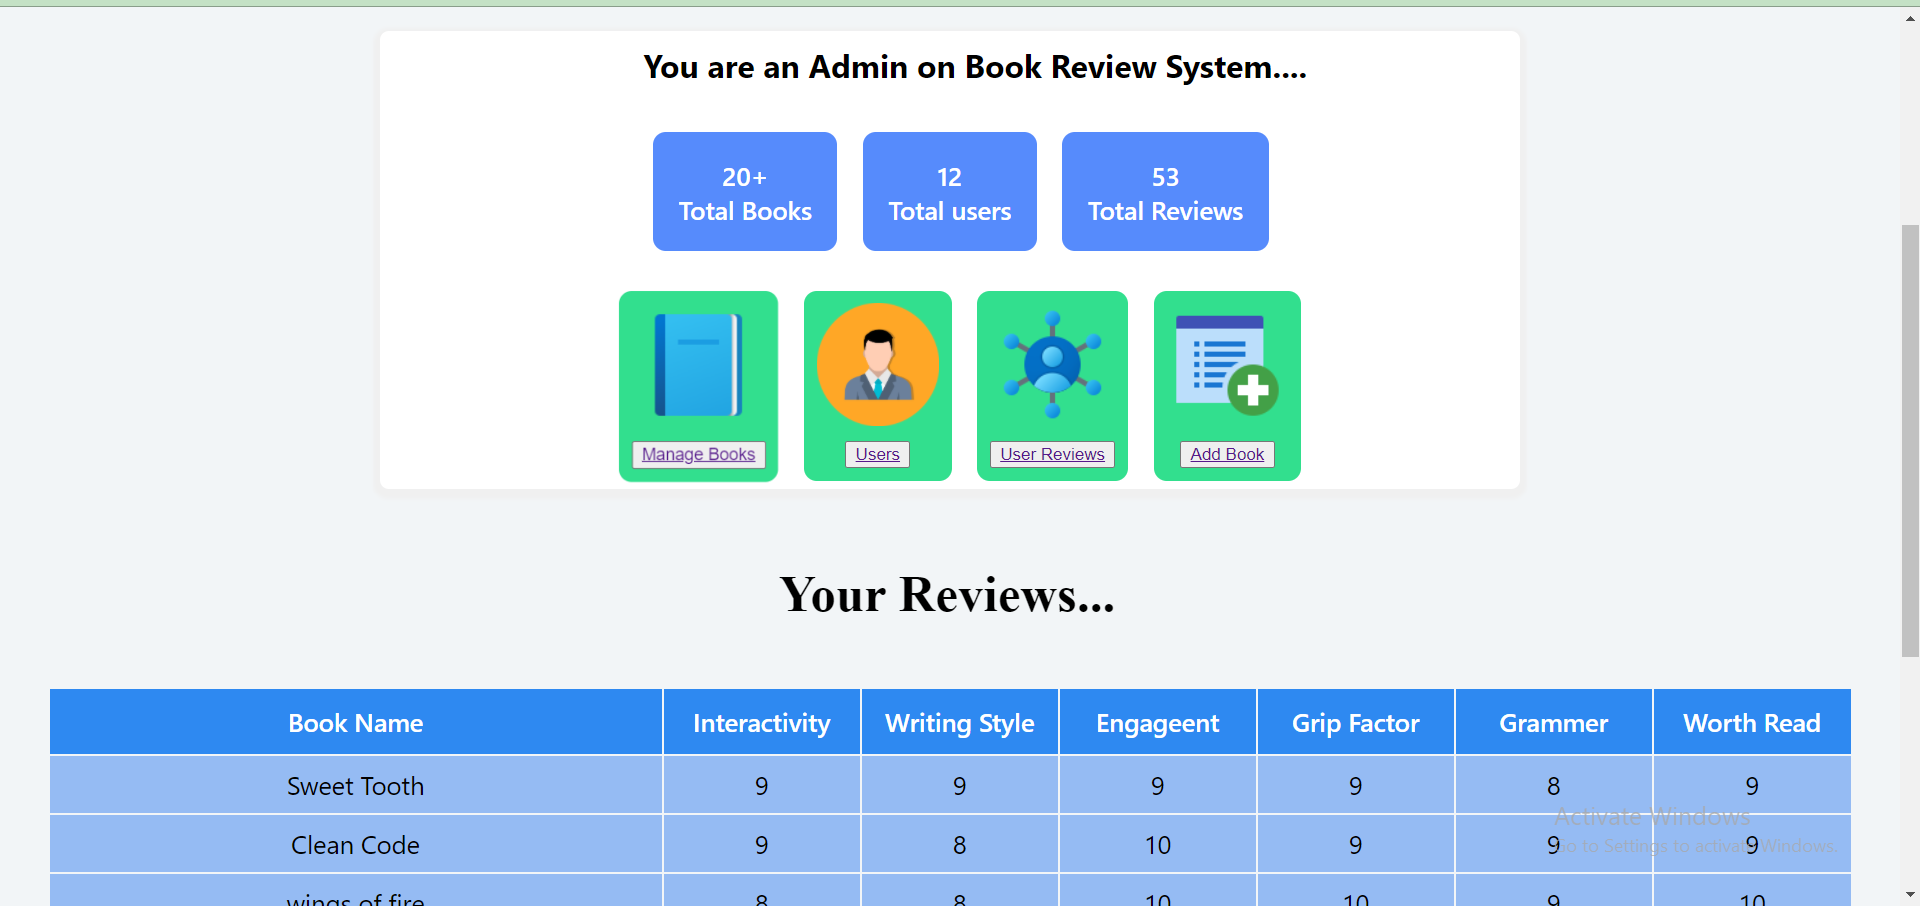 You are an Admin on Book Review System....
20+
Total Books
12
Total users
53
Total Reviews
Manage Books
Users
User Reviews
Add Book
Your Reviews...
Book Name Interactivity Writing Style Engageent Grip Factor Grammer Worth Read
Sweet Tooth 9 9 9 9 8 9
Clean Code 9 8 10 9 9 9
wings of fire 8 8 10 10 9 10
Activate Windows
Go to Settings to activate Windows.